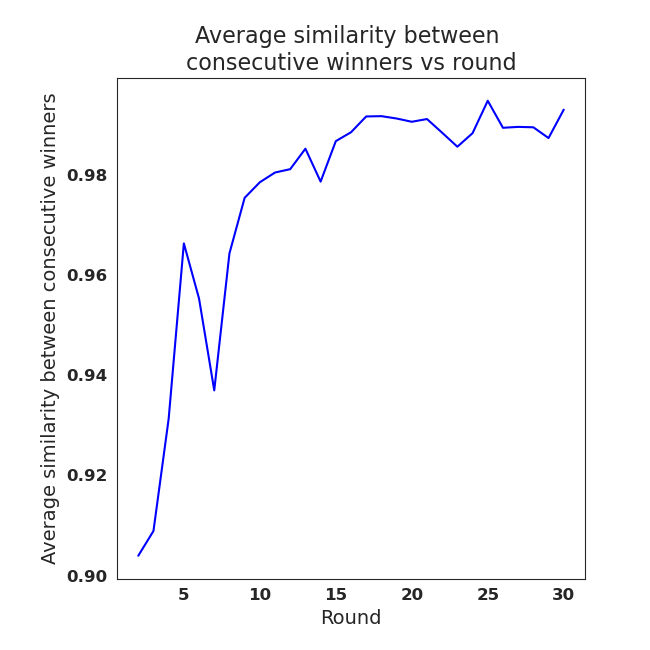 Average similarity between
consecutive winners vs round
Average similarity between consecutive winners
0.98
0.96
0.94
0.92
0.90
5 10 15 20 25 30
Round